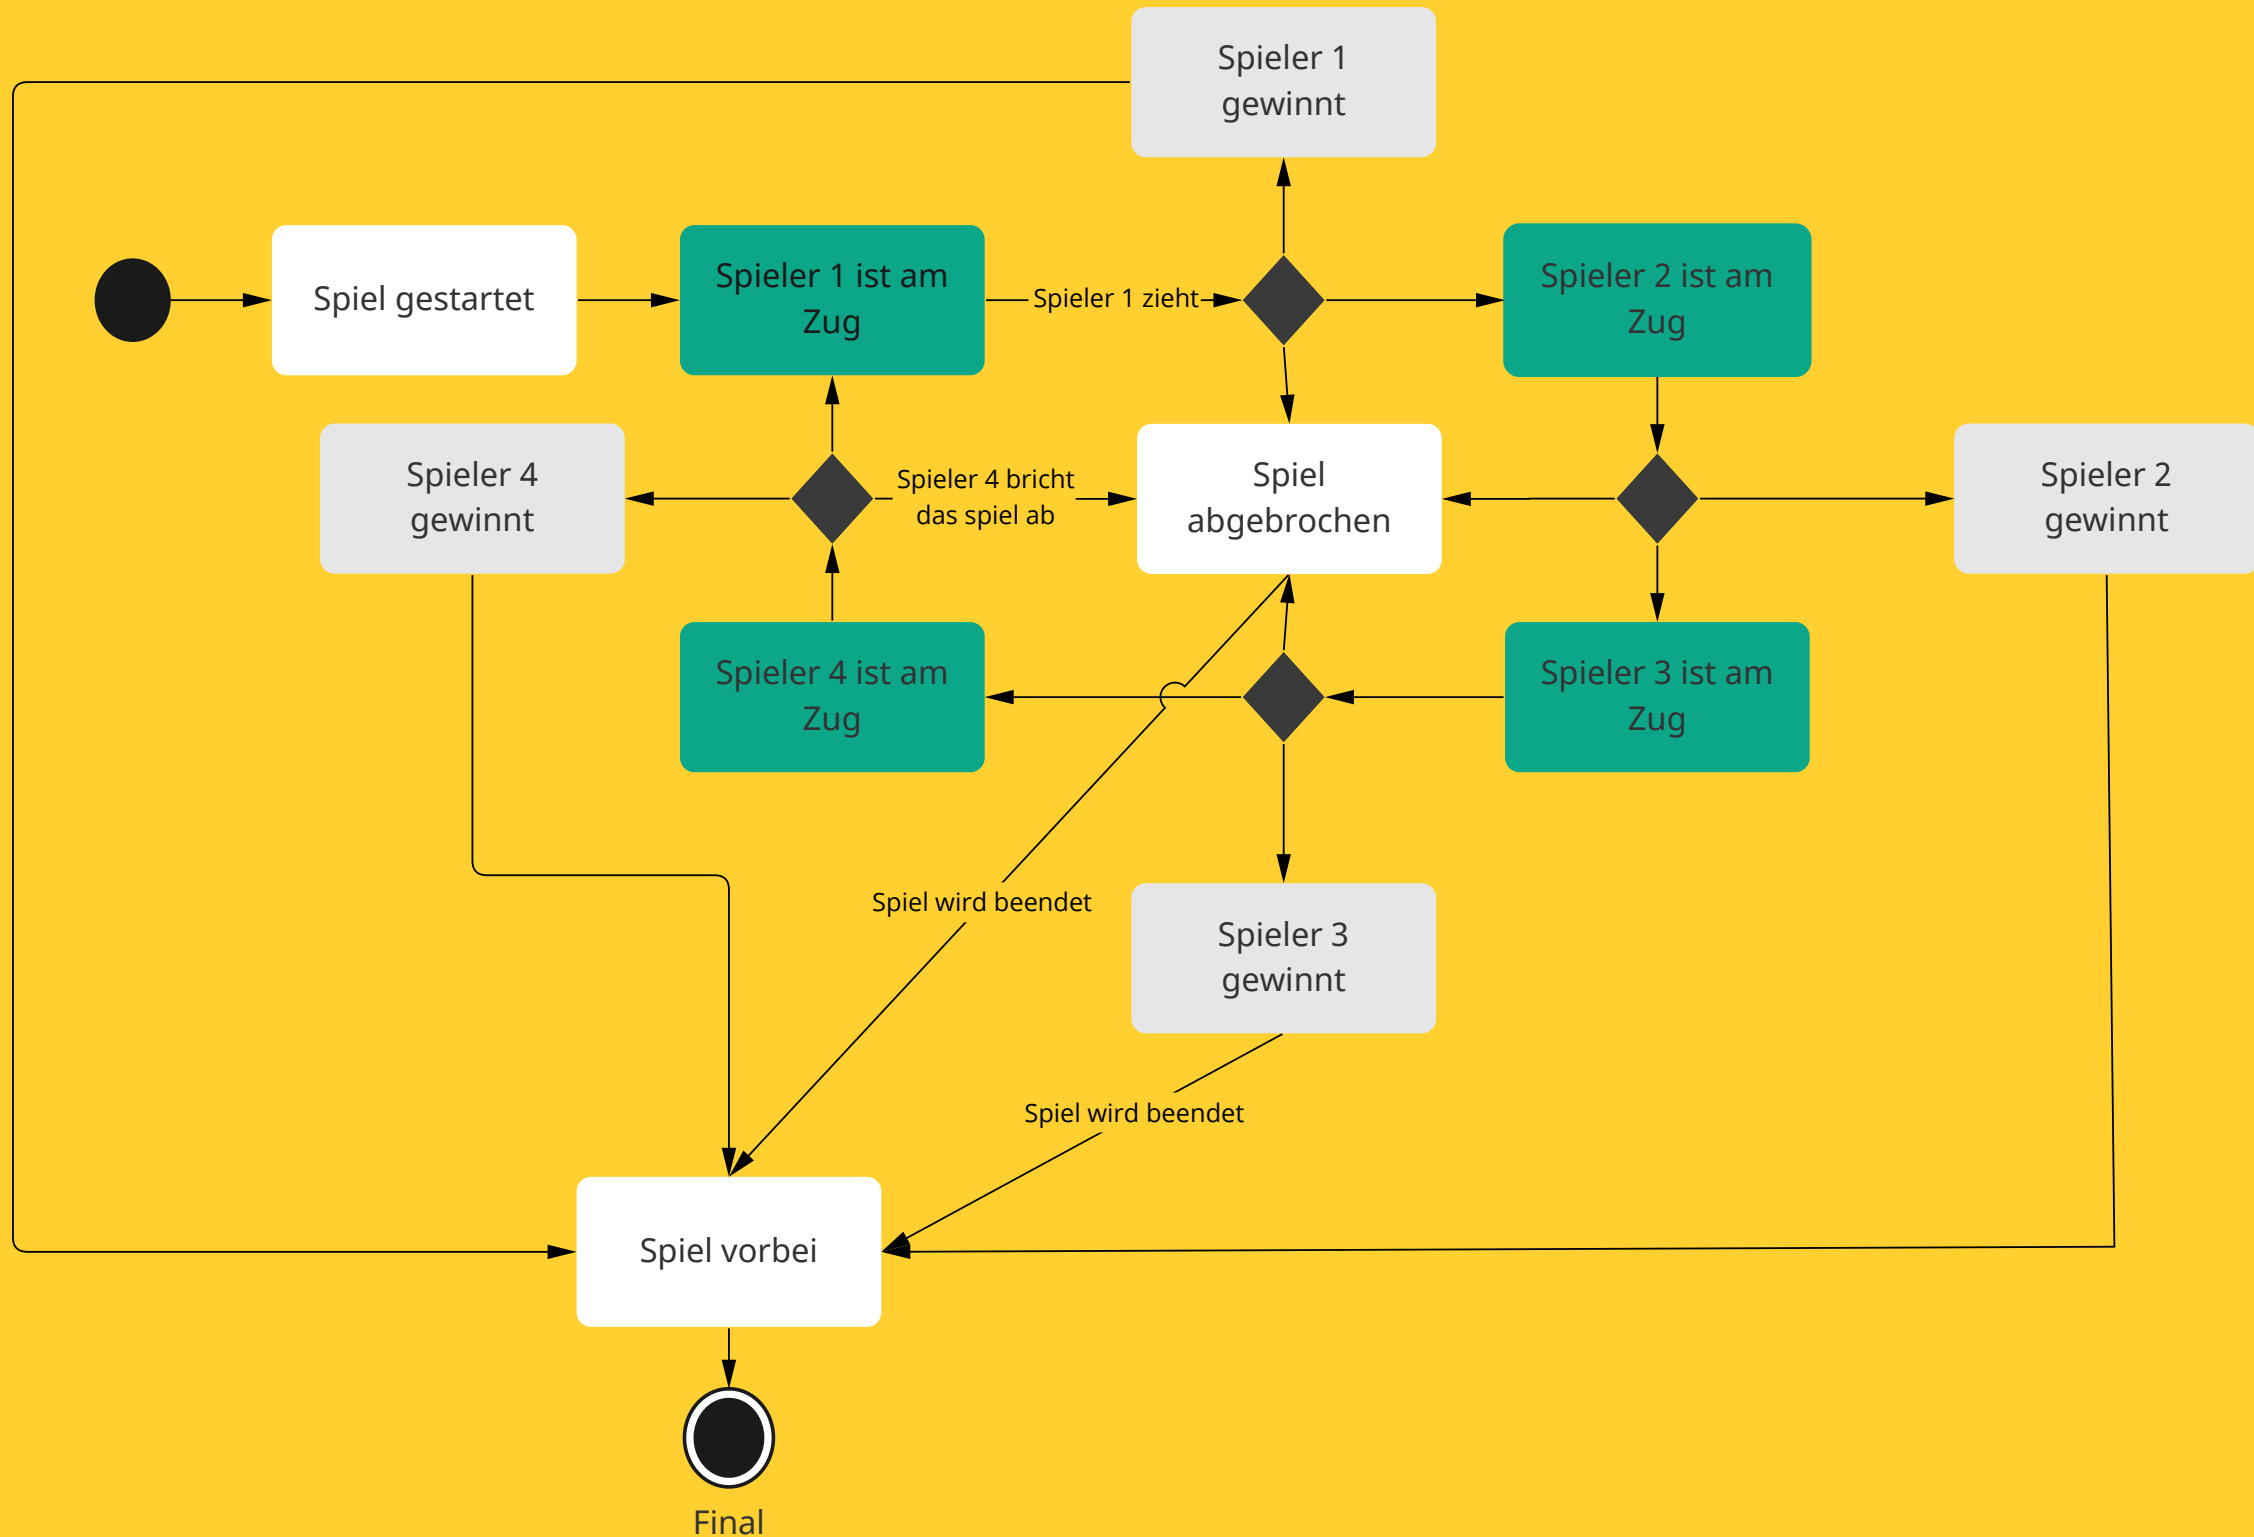 Spieler 1
gewinnt
Spiel gestartet
Spieler 1 ist am
Zug
Spieler 1 zieht
Spieler 2 ist am
Zug
Spieler 4
gewinnt
Spieler 4 bricht
das spiel ab
Spiel
abgebrochen
Spieler 2
gewinnt
Spieler 4 ist am
Zug
Spieler 3 ist am
Zug
Spiel wird beendet
Spieler 3
gewinnt
Spiel wird beendet
Spiel vorbei
Final